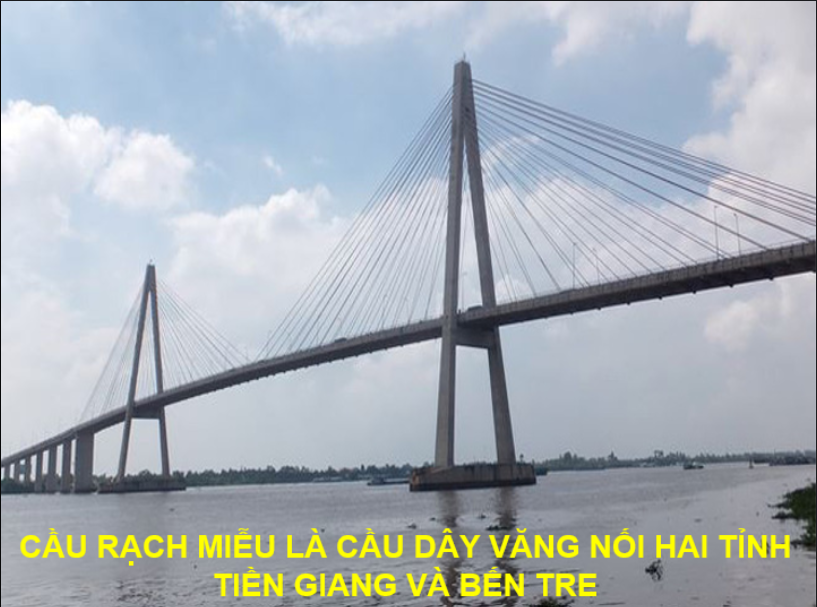 CẦU RẠCH MIỄU LÀ CẦU DÂY VĂNG NỐI HAI TỈNH
TIỀN GIANG VÀ BẾN TRE